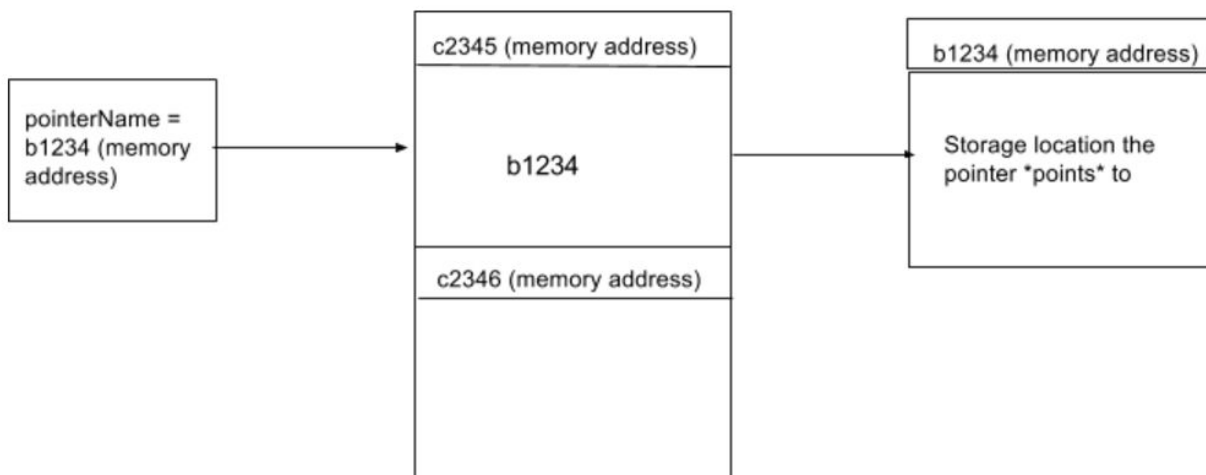 pointerName =
b1234 (memory
address)
c2345 (memory address)
b1234
c2346 (memory address)
b1234 (memory address)
Storage location the
pointer *points* to